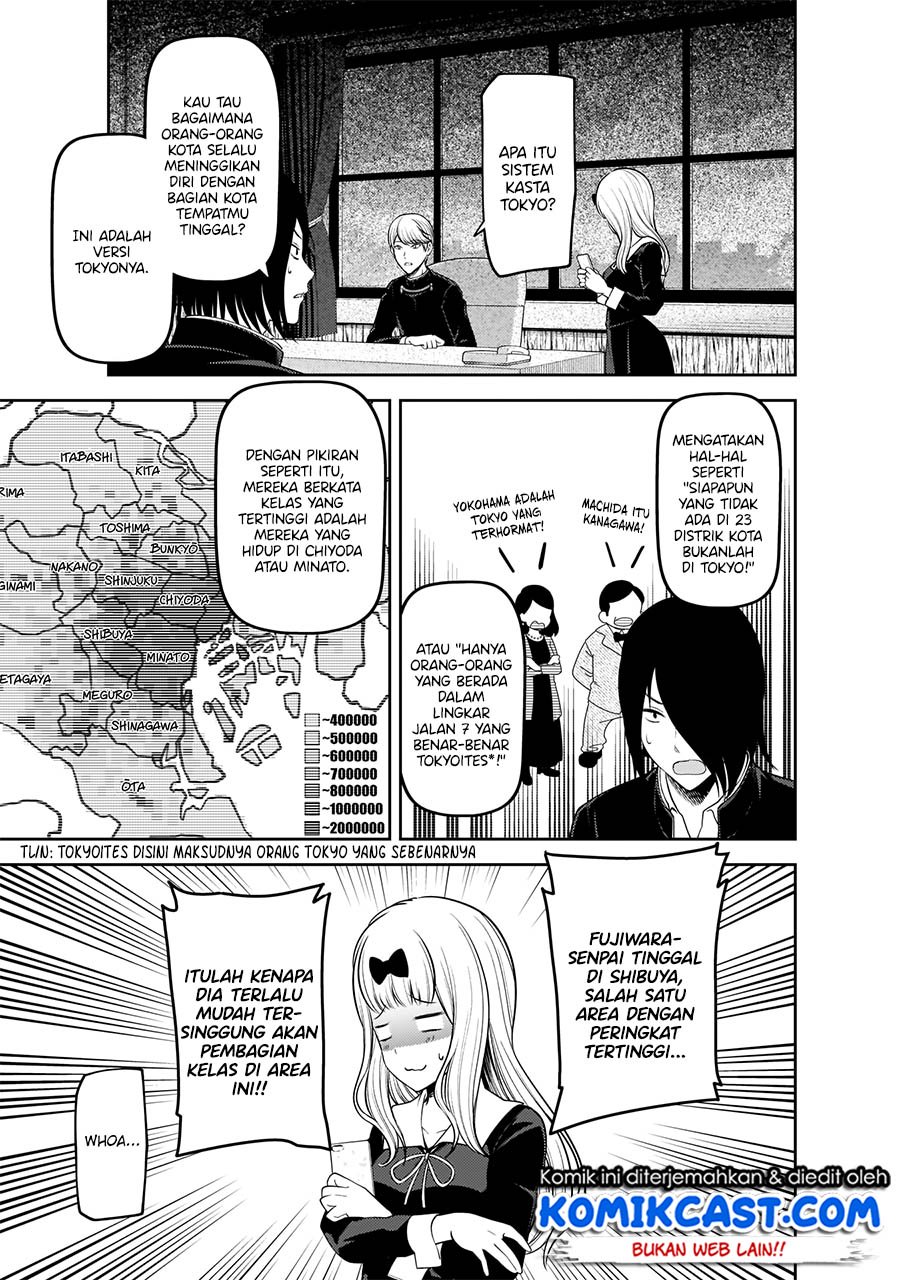 APA ITU
SISTEM
KASTA
TOKYO?
KAU TAU
BAGAIMANA
ORANG-ORANG
KOTA SELALU
MENINGGIKAN
DIRI DENGAN
BAGIAN KOTA
TEMPATMU
TINGGAL?
INI ADALAH
VERSI
TOKYONYA.
MENGATAKAN
HAL-HAL
SEPERTI
"SIAPAPUN
YANG TIDAK
ADA DI 23
DISTRIK KOTA
BUKANLAH
DI TOKYO!"
MACHIDA ITU
KANAGAWA!
YOKOHAMA ADALAH
TOKYO YANG
TERHORMAT!
ATAU "HANYA
ORANG-ORANG
YANG BERADA
DALAM
LINGKAR
JALAN 7 YANG
BENAR-BENAR
TOKYOITES*!"
DENGAN PIKIRAN
SEPERTI ITU,
MEREKA BERKATA
KELAS YANG
TERTINGGI ADALAH
MEREKA YANG
HIDUP DI CHIYODA
ATAU MINATO.
ITABASHI
KITA
RIMA
TOSHIMA
BUNKYŌ
NAKANO
SHINJUKU
GINAMI
CHIYODA
SHIBUYA
MINATO
ETAGAYA
MEGURO
SHINAGAWA
ŌTA
~400000
~500000
~600000
~700000
~800000
~1000000
~2000000
TL/N: TOKYOITES DISINI MAKSUDNYA ORANG TOKYO YANG SEBENARNYA
FUJIWARA-
SENPAI TINGGAL
DI SHIBUYA,
SALAH SATU
AREA DENGAN
PERINGKAT
TERTINGGI...
ITULAH KENAPA
DIA TERLALU
MUDAH TER-
SINGGUNG AKAN
PEMBAGIAN
KELAS DI AREA
INI!!
WHOA...
Komik ini diterjemahkan & diedit oleh
KOMIKCAST.COM
BUKAN WEB LAIN!!